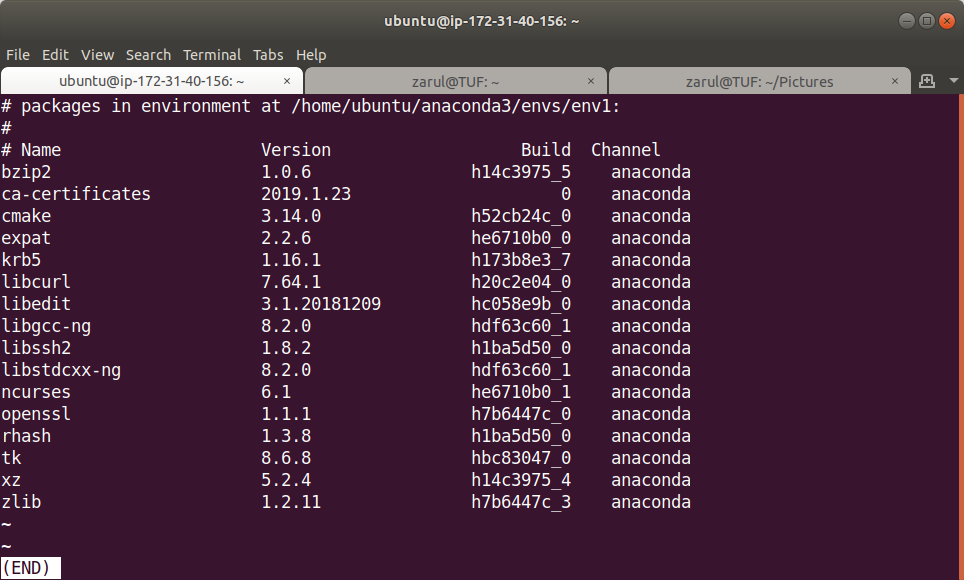 ubuntu@ip-172-31-40-156: ~
File Edit View Search Terminal Tabs Help
ubuntu@ip-172-31-40-156: ~ × zarul@TUF: ~ × zarul@TUF: ~/Pictures ×
# packages in environment at /home/ubuntu/anaconda3/envs/env1:
#
# Name                    Version                   Build  Channel
bzip2                     1.0.6                h14c3975_5    anaconda
ca-certificates           2019.1.23                     0    anaconda
cmake                     3.14.0               h52cb24c_0    anaconda
expat                     2.2.6                he6710b0_0    anaconda
krb5                      1.16.1               h173b8e3_7    anaconda
libcurl                   7.64.1               h20c2e04_0    anaconda
libedit                   3.1.20181209         hc058e9b_0    anaconda
libgcc-ng                 8.2.0                hdf63c60_1    anaconda
libssh2                   1.8.2                h1ba5d50_0    anaconda
libstdcxx-ng              8.2.0                hdf63c60_1    anaconda
ncurses                   6.1                  he6710b0_1    anaconda
openssl                   1.1.1                h7b6447c_0    anaconda
rhash                     1.3.8                h1ba5d50_0    anaconda
tk                        8.6.8                hbc83047_0    anaconda
xz                        5.2.4                h14c3975_4    anaconda
zlib                      1.2.11               h7b6447c_3    anaconda
~
~
(END)